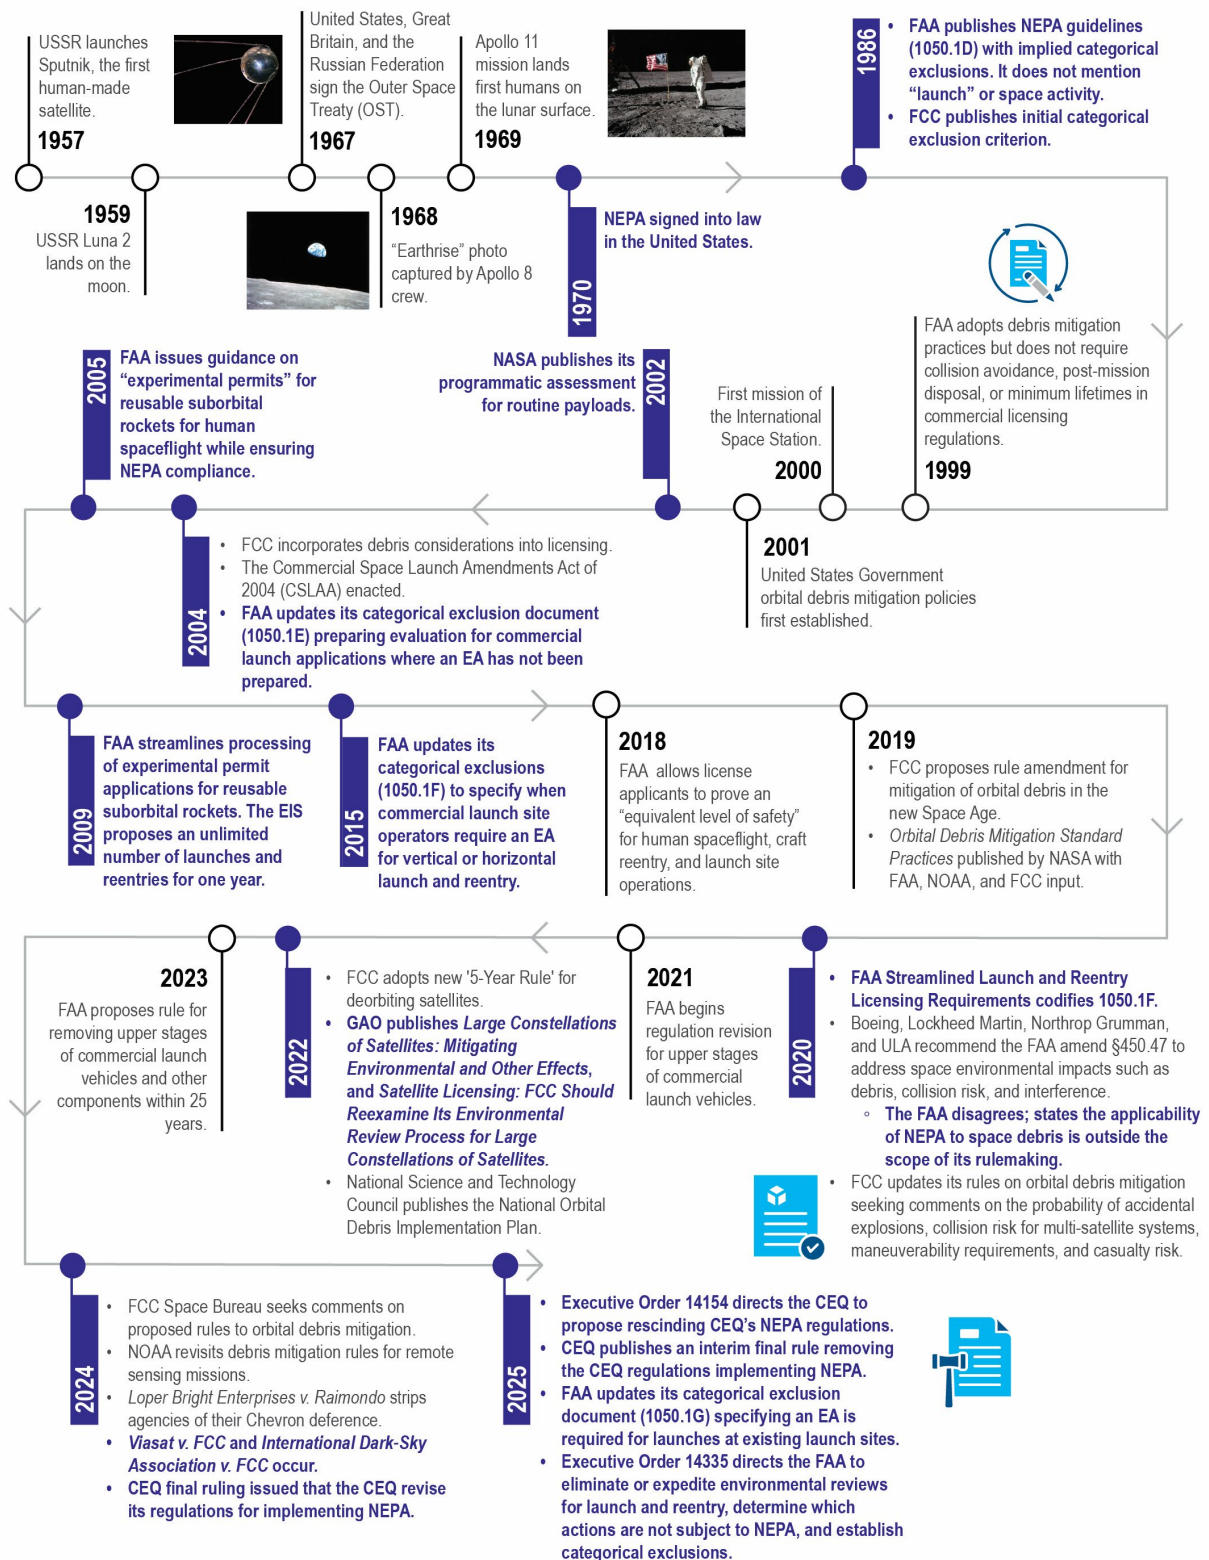 USSR launches
Sputnik, the first
human-made
satellite.
1957
1959
USSR Luna 2
lands on the
moon.
United States, Great
Britain, and the
Russian Federation
sign the Outer Space
Treaty (OST).
1967
1968
“Earthrise” photo
captured by Apollo 8
crew.
Apollo 11
mission lands
first humans on
the lunar surface.
1969
1970
NEPA signed into law
in the United States.
1986
• FAA publishes NEPA guidelines
(1050.1D) with implied categorical
exclusions. It does not mention
“launch” or space activity.
• FCC publishes initial categorical
exclusion criterion.
FAA adopts debris mitigation
practices but does not require
collision avoidance, post-mission
disposal, or minimum lifetimes in
commercial licensing
regulations.
1999
First mission of
the International
Space Station.
2000
2001
United States Government
orbital debris mitigation policies
first established.
NASA publishes its
programmatic assessment
for routine payloads.
2002
2004
• FCC incorporates debris considerations into licensing.
• The Commercial Space Launch Amendments Act of
2004 (CSLAA) enacted.
• FAA updates its categorical exclusion document
(1050.1E) preparing evaluation for commercial
launch applications where an EA has not been
prepared.
2005
FAA issues guidance on
“experimental permits” for
reusable suborbital
rockets for human
spaceflight while ensuring
NEPA compliance.
2009
FAA streamlines processing
of experimental permit
applications for reusable
suborbital rockets. The EIS
proposes an unlimited
number of launches and
reentries for one year.
2015
FAA updates its
categorical exclusions
(1050.1F) to specify when
commercial launch site
operators require an EA
for vertical or horizontal
launch and reentry.
2018
FAA allows license
applicants to prove an
“equivalent level of safety”
for human spaceflight, craft
reentry, and launch site
operations.
2019
• FCC proposes rule amendment for
mitigation of orbital debris in the
new Space Age.
• Orbital Debris Mitigation Standard
Practices published by NASA with
FAA, NOAA, and FCC input.
2020
• FAA Streamlined Launch and Reentry
Licensing Requirements codifies 1050.1F.
• Boeing, Lockheed Martin, Northrop Grumman,
and ULA recommend the FAA amend §450.47 to
address space environmental impacts such as
debris, collision risk, and interference.
◦ The FAA disagrees; states the applicability
of NEPA to space debris is outside the
scope of its rulemaking.
• FCC updates its rules on orbital debris mitigation
seeking comments on the probability of accidental
explosions, collision risk for multi-satellite systems,
maneuverability requirements, and casualty risk.
2021
FAA begins
regulation revision
for upper stages
of commercial
launch vehicles.
2022
• FCC adopts new '5-Year Rule' for
deorbiting satellites.
• GAO publishes Large Constellations
of Satellites: Mitigating
Environmental and Other Effects,
and Satellite Licensing: FCC Should
Reexamine Its Environmental
Review Process for Large
Constellations of Satellites.
• National Science and Technology
Council publishes the National Orbital
Debris Implementation Plan.
2023
FAA proposes rule for
removing upper stages
of commercial launch
vehicles and other
components within 25
years.
2024
• FCC Space Bureau seeks comments on
proposed rules to orbital debris mitigation.
• NOAA revisits debris mitigation rules for remote
sensing missions.
• Loper Bright Enterprises v. Raimondo strips
agencies of their Chevron deference.
• Viasat v. FCC and International Dark-Sky
Association v. FCC occur.
• CEQ final ruling issued that the CEQ revise
its regulations for implementing NEPA.
2025
• Executive Order 14154 directs the CEQ to
propose rescinding CEQ’s NEPA regulations.
• CEQ publishes an interim final rule removing
the CEQ regulations implementing NEPA.
• FAA updates its categorical exclusion
document (1050.1G) specifying an EA is
required for launches at existing launch sites.
• Executive Order 14335 directs the FAA to
eliminate or expedite environmental reviews
for launch and reentry, determine which
actions are not subject to NEPA, and establish
categorical exclusions.